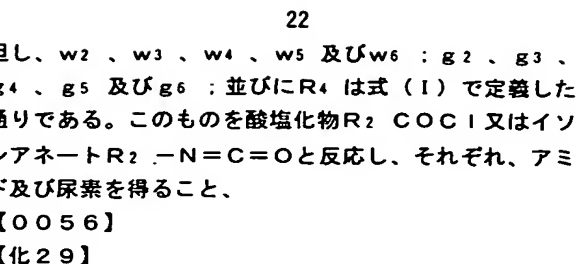 22
但し、w2 、w3 、w4 、w5 及びw6 ；g2 、g3 、
g4 、g5 及びg6 ；並びにR4 は式（I）で定義した
通りである。このものを酸塩化物R2 COCl又はイソ
シアネートR2 －N＝C＝Oと反応し、それぞれ、アミ
ド及び尿素を得ること、
【0056】
【化29】